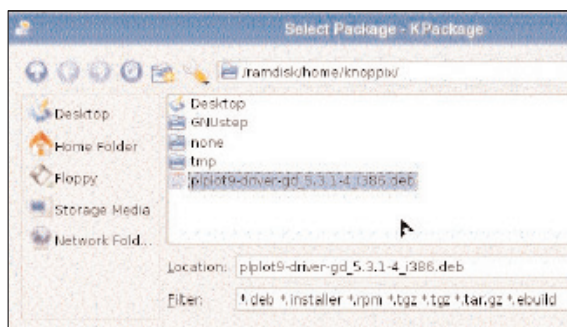 Select Package - KPackage
/ramdisk/home/knoppix/
Desktop
Home Folder
Floppy
Storage Media
Network Fold...
Desktop
GNUstep
none
tmp
plplot9-driver-gd_5.3.1-4_i386.deb
Location: plplot9-driver-gd_5.3.1-4_i386.deb
Filter: *.deb *.installer *.rpm *.tgz *.tgz *.tar.gz *.ebuild